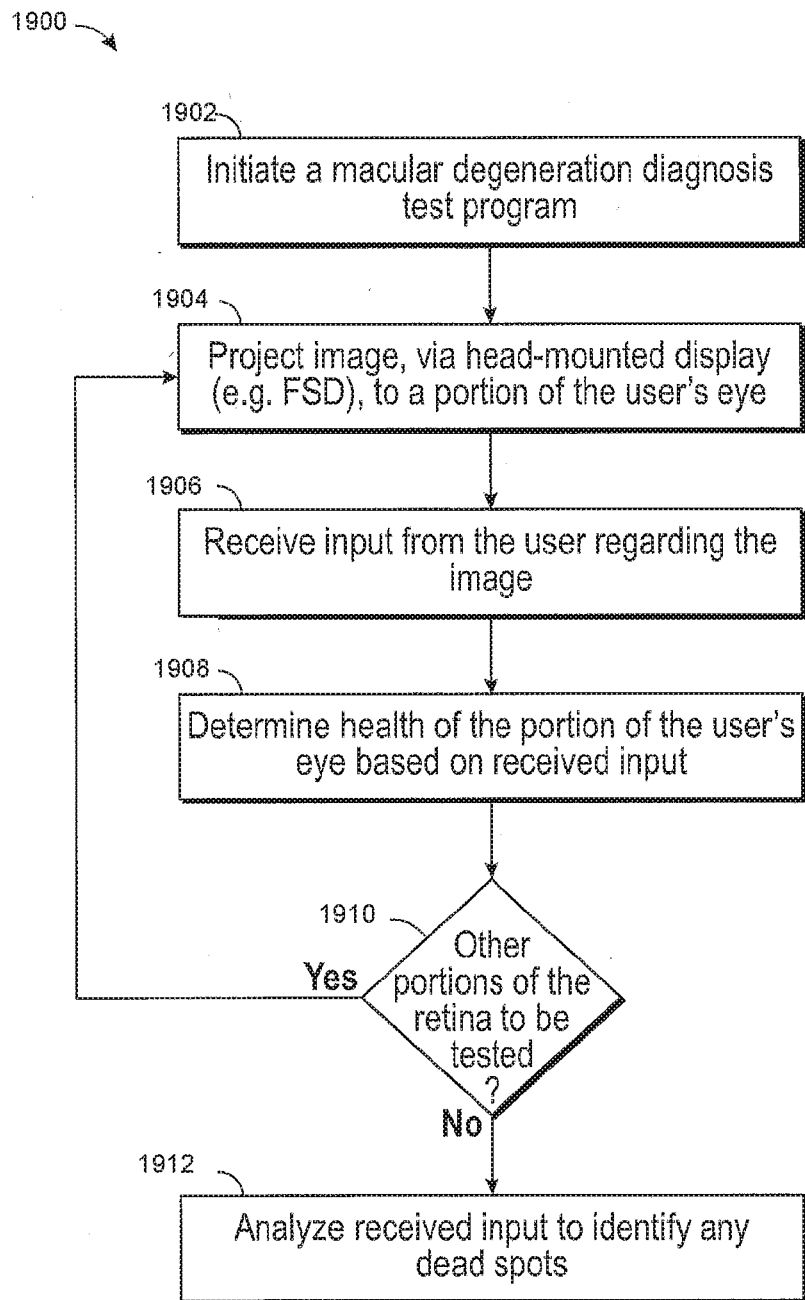 1900
1902
Initiate a macular degeneration diagnosis
test program
1904
Project image, via head-mounted display
(e.g. FSD), to a portion of the user's eye
1906
Receive input from the user regarding the
image
1908
Determine health of the portion of the user's
eye based on received input
1910
Other
portions of the
retina to be
tested
?
Yes
No
1912
Analyze received input to identify any
dead spots